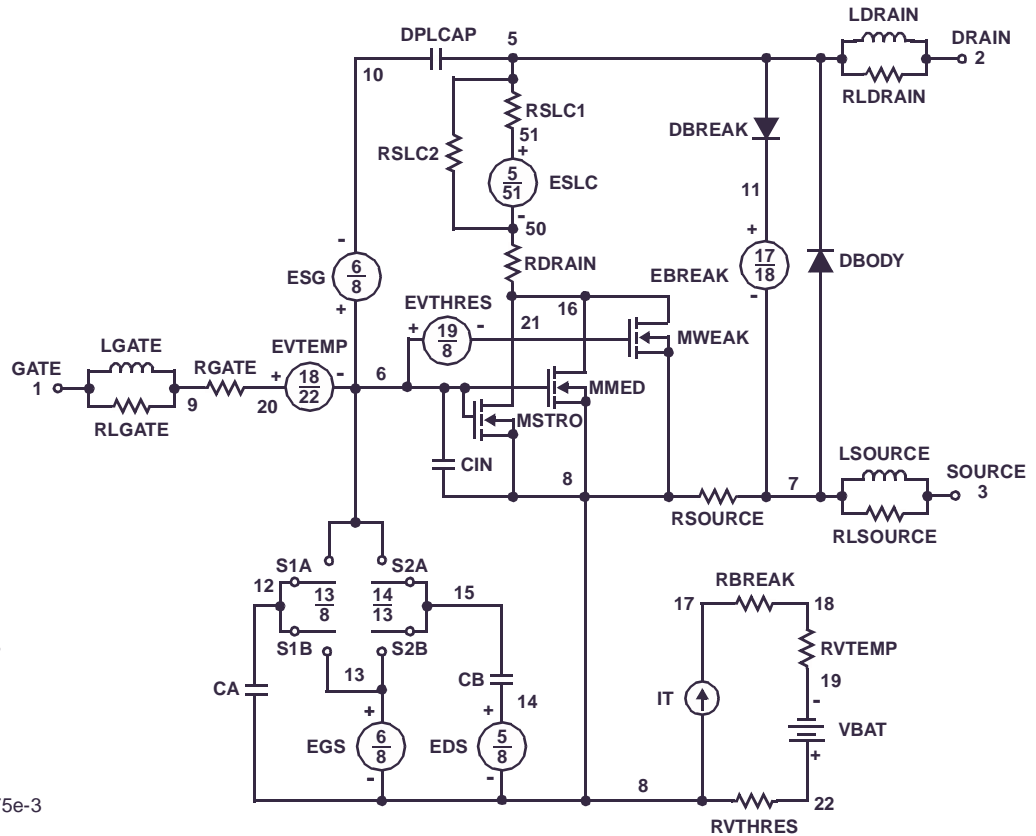 LDRAIN
DPLCAP 5 DRAIN
10 2
RSLC1 RLDRAIN
DBREAK
51
+
RSLC2
5
51
ESLC
11
-
50
+
-
RDRAIN
17
18
EBREAK
DBODY
ESG
6
8
EVTHRES
-
+
16
+
19
8
-
21
MWEAK
LGATE
EVTEMP
GATE
1
RGATE
+
18
22
-
6
MMED
9
20
MSTRO
RLGATE
LSOURCE
CIN
8
7
SOURCE
3
RSOURCE
RLSOURCE
S1A S2A
12
13
8
14
13
15
RBREAK
17 18
S1B S2B
RVTEMP
13
CA
CB
19
14
IT
-
+
+
VBAT
EGS
6
8
EDS
5
8
+
-
-
8
22
5e-3
RVTHRES